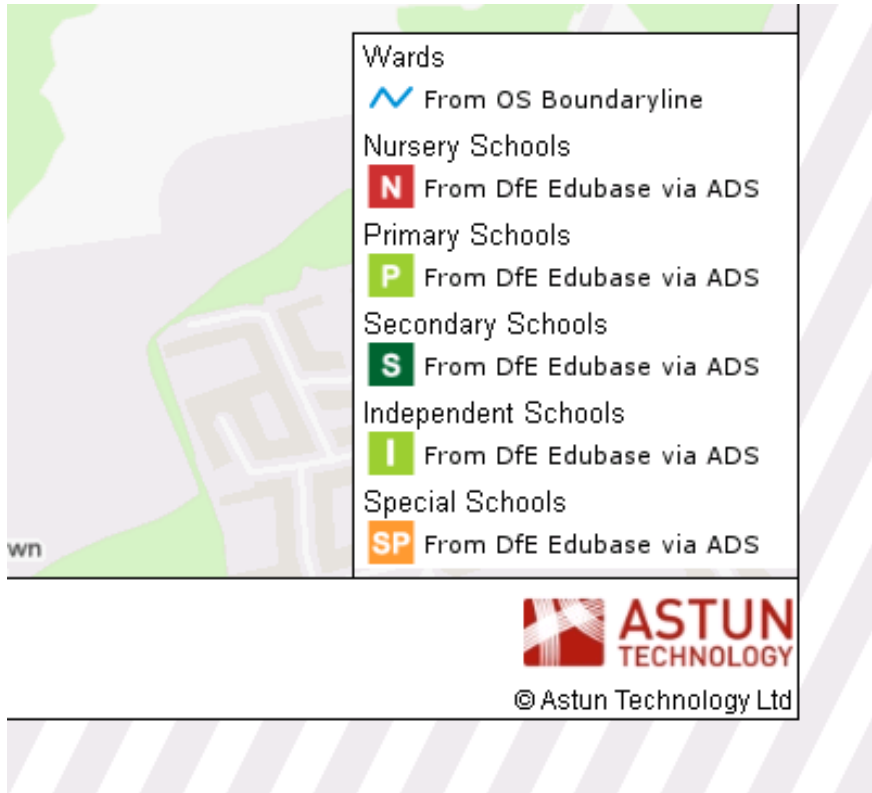 Wards
From OS Boundaryline
Nursery Schools
N From DfE Edubase via ADS
Primary Schools
P From DfE Edubase via ADS
Secondary Schools
S From DfE Edubase via ADS
Independent Schools
I From DfE Edubase via ADS
Special Schools
SP From DfE Edubase via ADS
wn
ASTUN
TECHNOLOGY
© Astun Technology Ltd